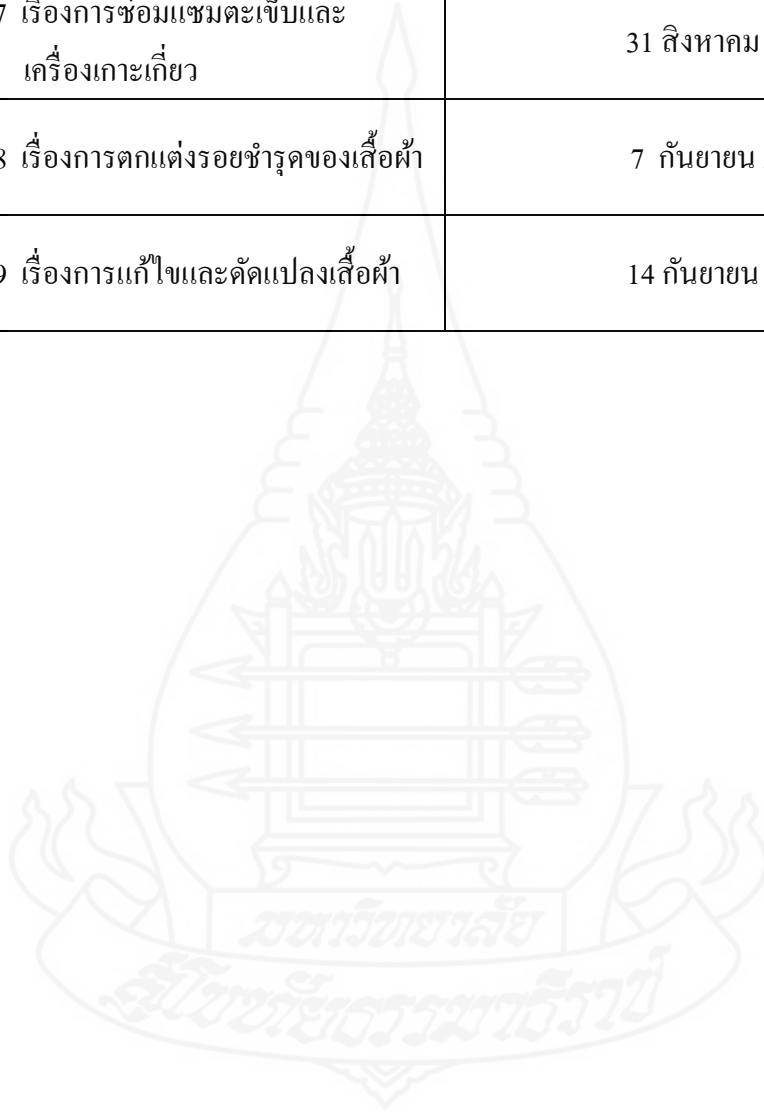 7 เรื่องการซ่อมแซมตะเข็บและ
เครื่องเกาะเกี่ยว
31 สิงหาคม
8 เรื่องการตกแต่งรอยชำรุดของเสื้อผ้า
7 กันยายน
9 เรื่องการแก้ไขและดัดแปลงเสื้อผ้า
14 กันยายน
มหาวิทยาลัย
สุโขทัยธรรมาธิราช